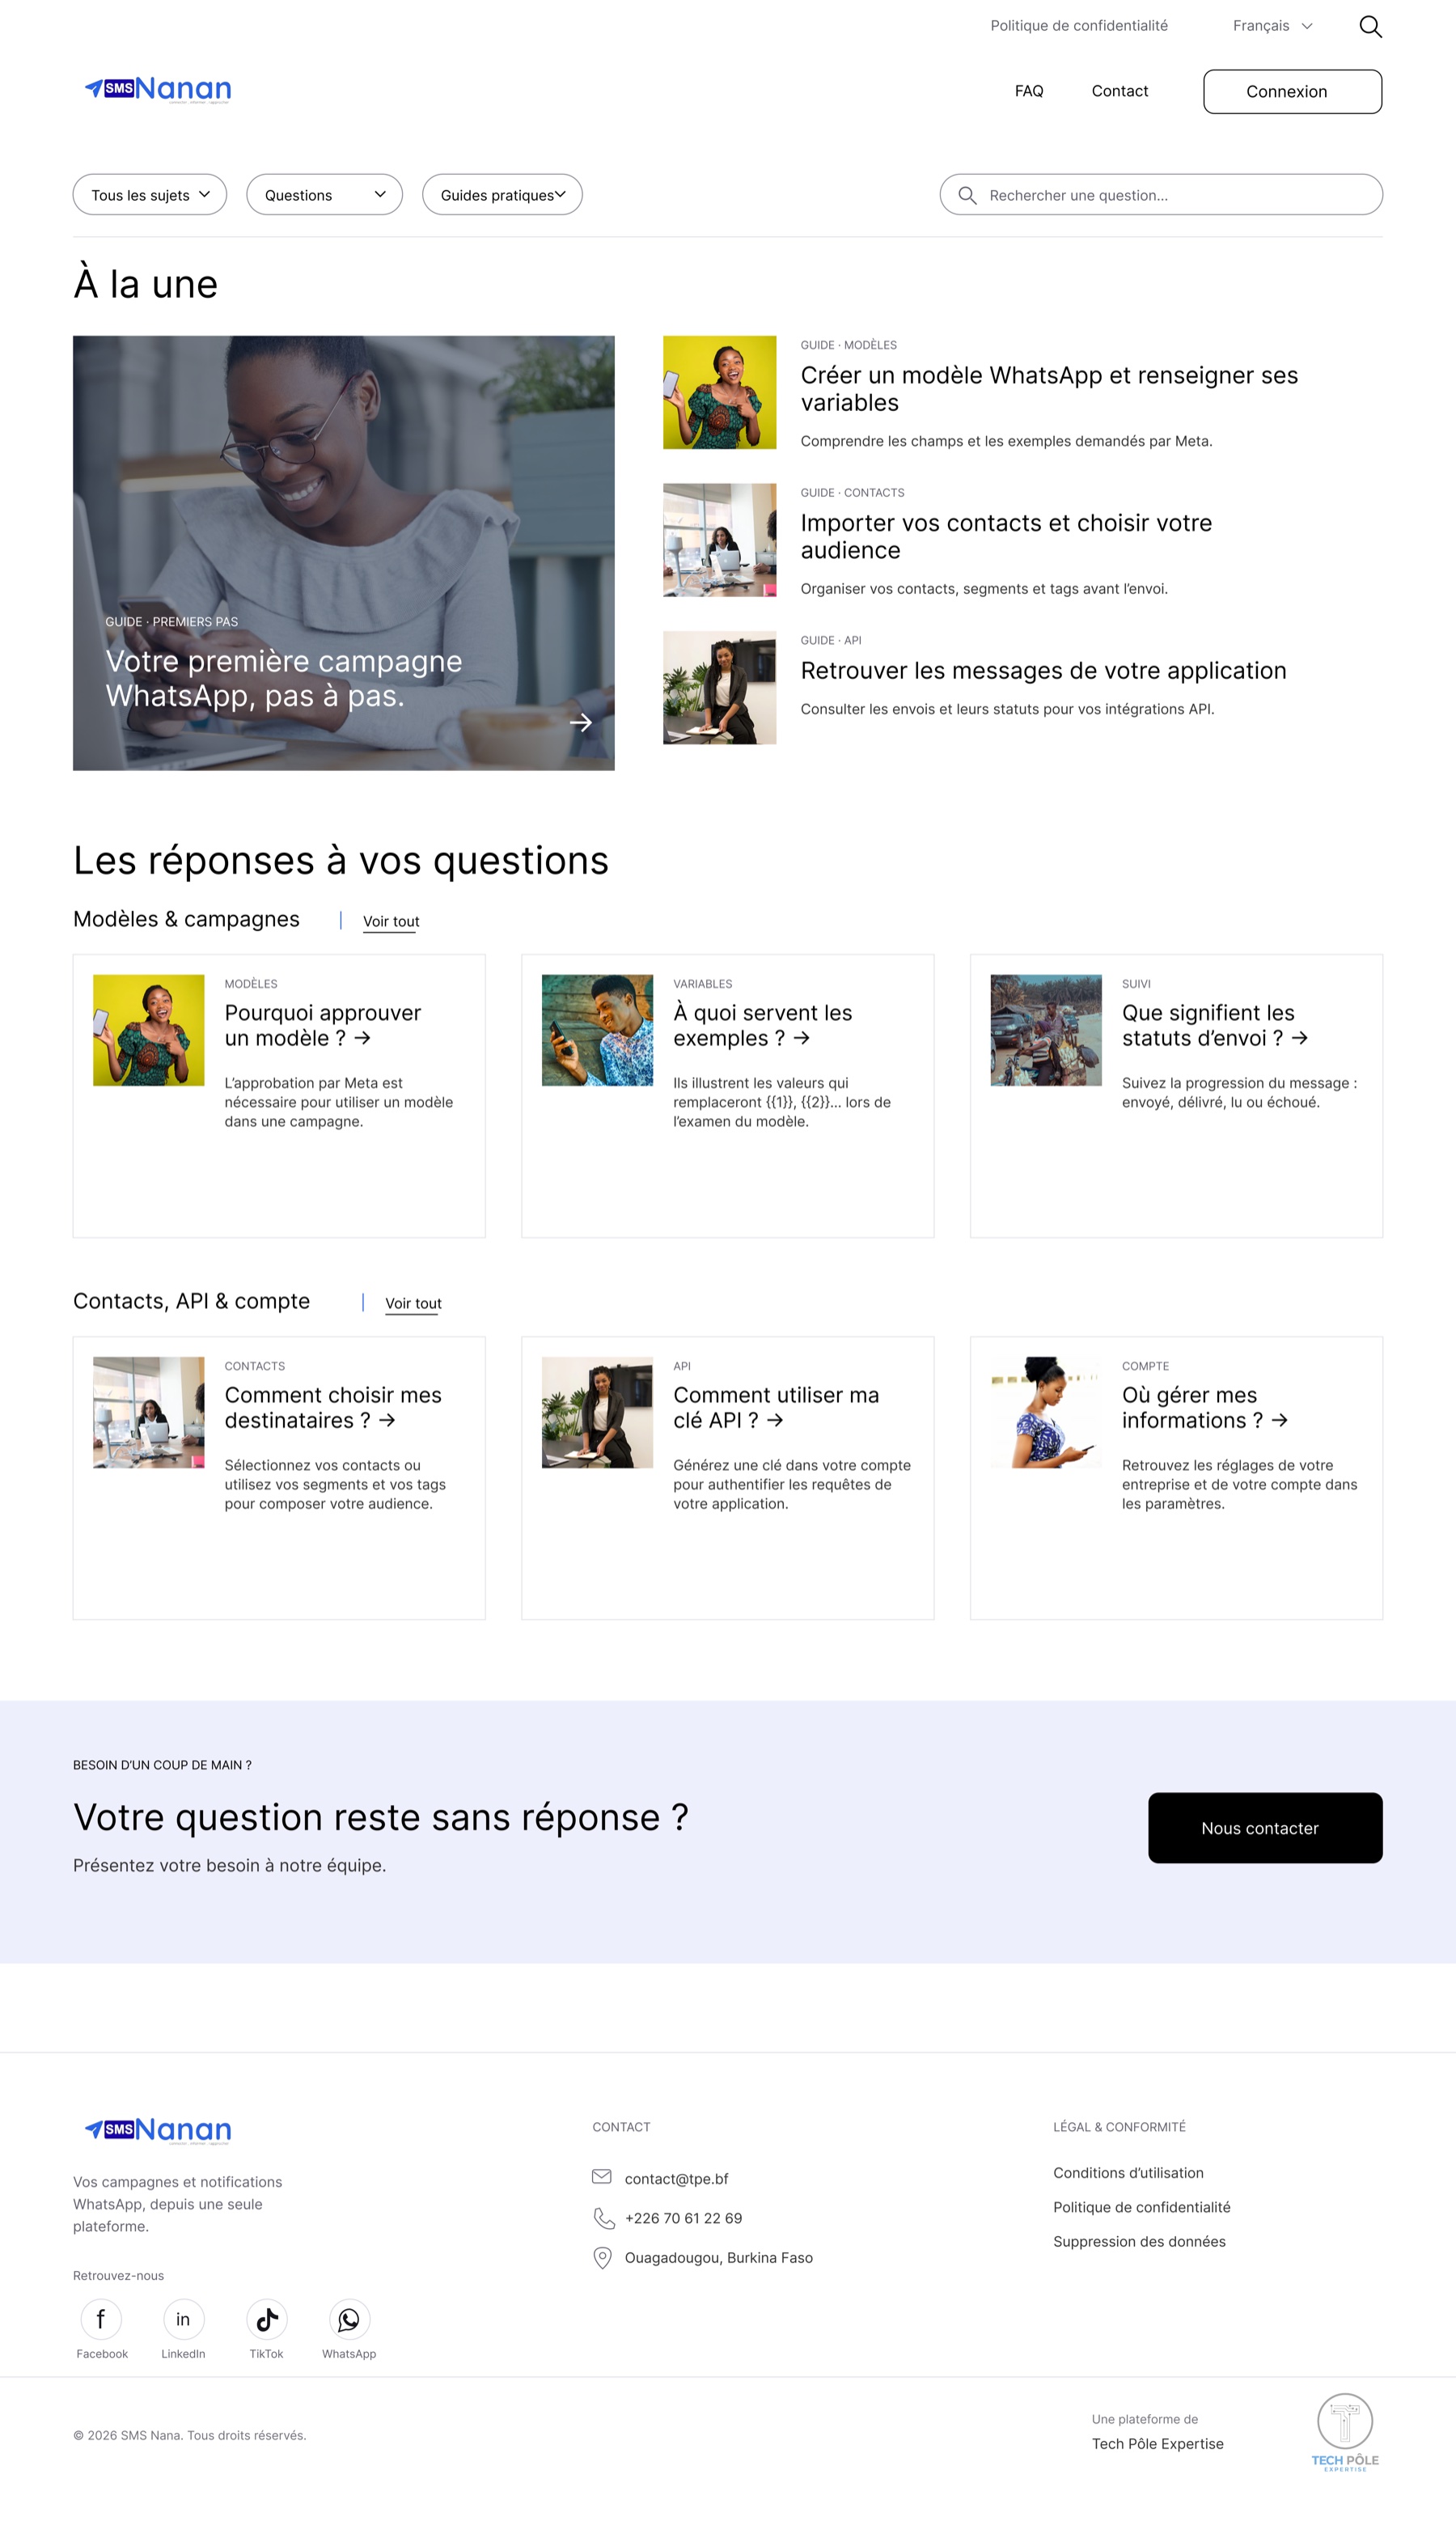 Politique de confidentialité
Français
SMS Nanan
FAQ
Contact
Connexion
Tous les sujets
Questions
Guides pratiques
Rechercher une question...
À la une
GUIDE · PREMIERS PAS
Votre première campagne
WhatsApp, pas à pas.
GUIDE · MODÈLES
Créer un modèle WhatsApp et renseigner ses
variables
Comprendre les champs et les exemples demandés par Meta.
GUIDE · CONTACTS
Importer vos contacts et choisir votre
audience
Organiser vos contacts, segments et tags avant l’envoi.
GUIDE · API
Retrouver les messages de votre application
Consulter les envois et leurs statuts pour vos intégrations API.
Les réponses à vos questions
Modèles & campagnes
Voir tout
MODÈLES
Pourquoi approuver
un modèle ? →
L’approbation par Meta est
nécessaire pour utiliser un modèle
dans une campagne.
VARIABLES
À quoi servent les
exemples ? →
Ils illustrent les valeurs qui
remplaceront {{1}}, {{2}}... lors de
l’examen du modèle.
SUIVI
Que signifient les
statuts d’envoi ? →
Suivez la progression du message :
envoyé, délivré, lu ou échoué.
Contacts, API & compte
Voir tout
CONTACTS
Comment choisir mes
destinataires ? →
Sélectionnez vos contacts ou
utilisez vos segments et vos tags
pour composer votre audience.
API
Comment utiliser ma
clé API ? →
Générez une clé dans votre compte
pour authentifier les requêtes de
votre application.
COMPTE
Où gérer mes
informations ? →
Retrouvez les réglages de votre
entreprise et de votre compte dans
les paramètres.
BESOIN D’UN COUP DE MAIN ?
Votre question reste sans réponse ?
Présentez votre besoin à notre équipe.
Nous contacter
SMS Nanan
Vos campagnes et notifications
WhatsApp, depuis une seule
plateforme.
Retrouvez-nous
f
in
Facebook
LinkedIn
TikTok
WhatsApp
CONTACT
contact@tpe.bf
+226 70 61 22 69
Ouagadougou, Burkina Faso
LÉGAL & CONFORMITÉ
Conditions d’utilisation
Politique de confidentialité
Suppression des données
© 2026 SMS Nana. Tous droits réservés.
Une plateforme de
Tech Pôle Expertise
TECH PÔLE
EXPERTISE